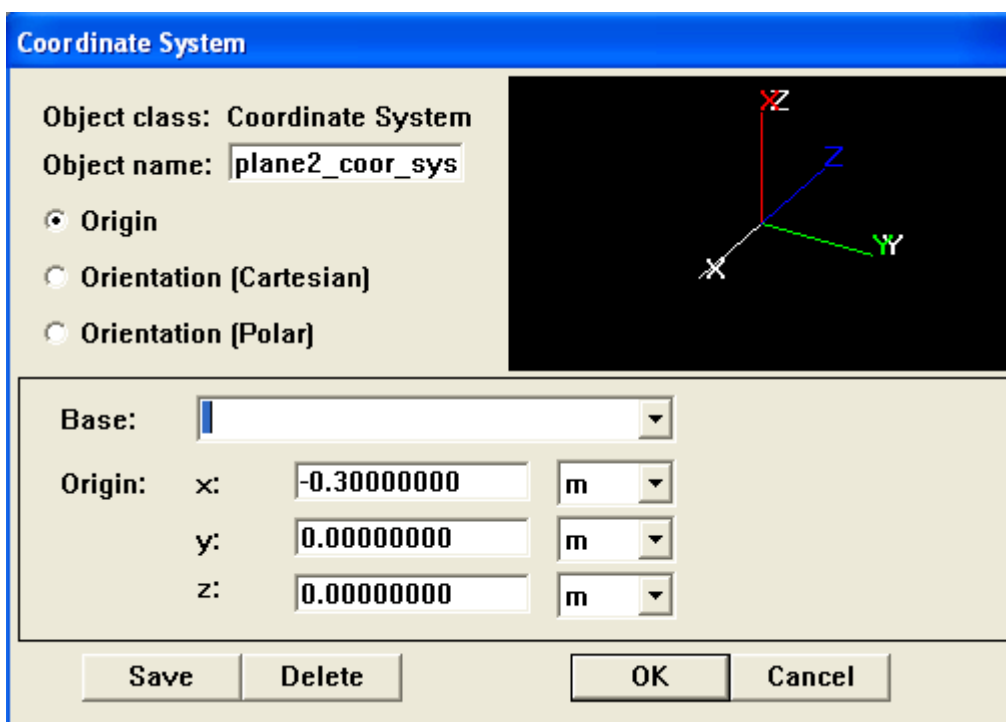 Coordinate System
Object class: Coordinate System
Object name: plane2_coor_sys
Origin
Orientation (Cartesian)
Orientation (Polar)
X Z
Z
Y Y
X
Base:
Origin: x: -0.30000000 m
y: 0.00000000 m
z: 0.00000000 m
Save Delete OK Cancel